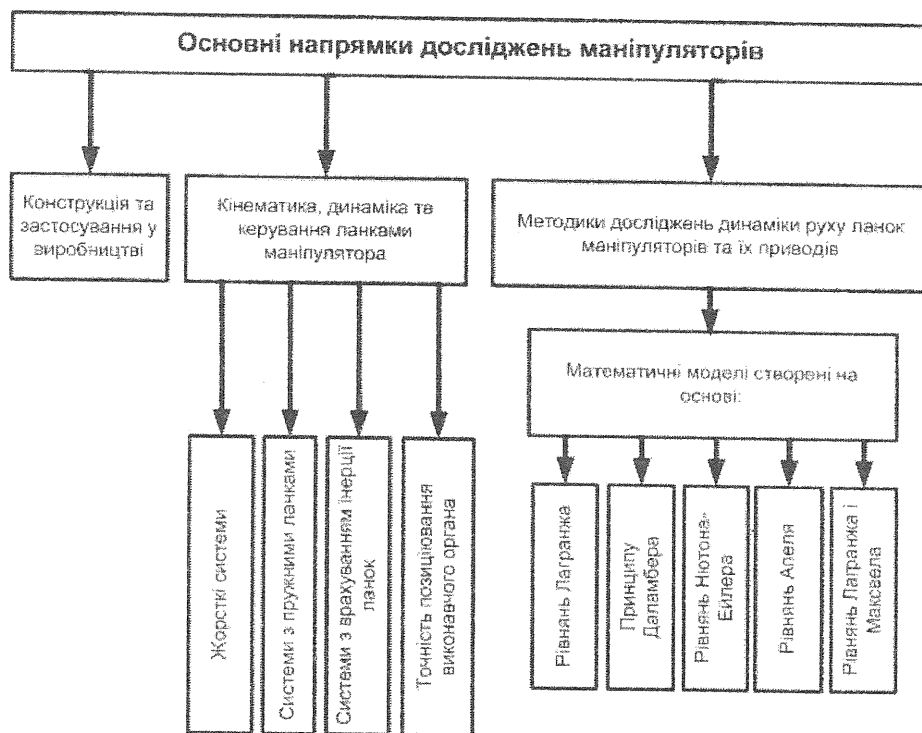 Основні напрямки досліджень маніпуляторів
Конструкція та
застосування у
виробництві
Кінематика, динаміка та
керування ланками
маніпулятора
Методики досліджень динаміки руху ланок
маніпуляторів та їх приводів
Математичні моделі створені на
основі:
Жорсткі системи
Системи з пружними ланками
Системи з врахуванням інерції
ланок
Точність позиціювання
виконавчого органа
Рівнянь Лагранжа
Принципу
Даламбера
Рівнянь Нютона-
Ейлера
Рівнянь Апеля
Рівнянь Лагранжа і
Максвела